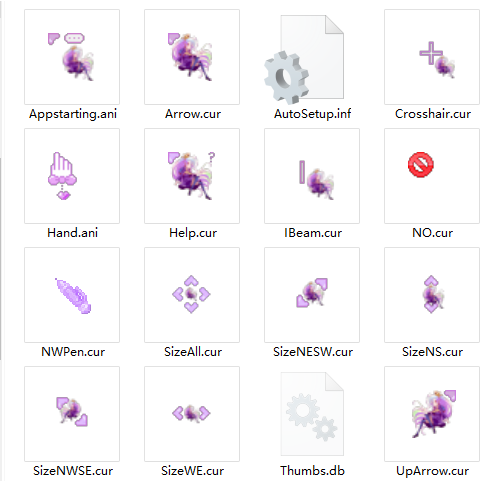 Appstarting.ani
Arrow.cur
AutoSetup.inf
Crosshair.cur
Hand.ani
Help.cur
IBeam.cur
NO.cur
NWPen.cur
SizeAll.cur
SizeNESW.cur
SizeNS.cur
SizeNWSE.cur
SizeWE.cur
Thumbs.db
UpArrow.cur